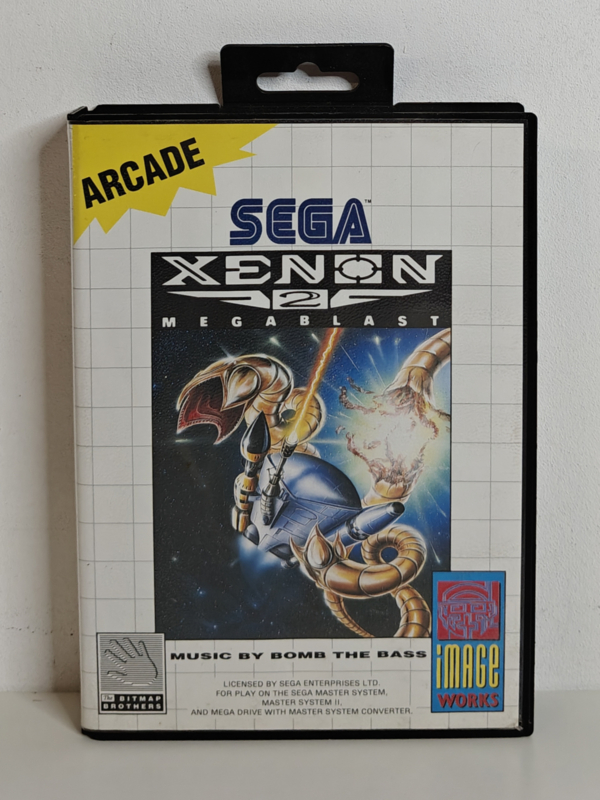 ARCADE
SEGA™
XENON
2
MEGABLAST
MUSIC BY BOMB THE BASS
The BITMAP
BROTHERS
LICENSED BY SEGA ENTERPRISES LTD.
FOR PLAY ON THE SEGA MASTER SYSTEM,
MASTER SYSTEM II,
AND MEGA DRIVE WITH MASTER SYSTEM CONVERTER.
iMAGE
WORKS